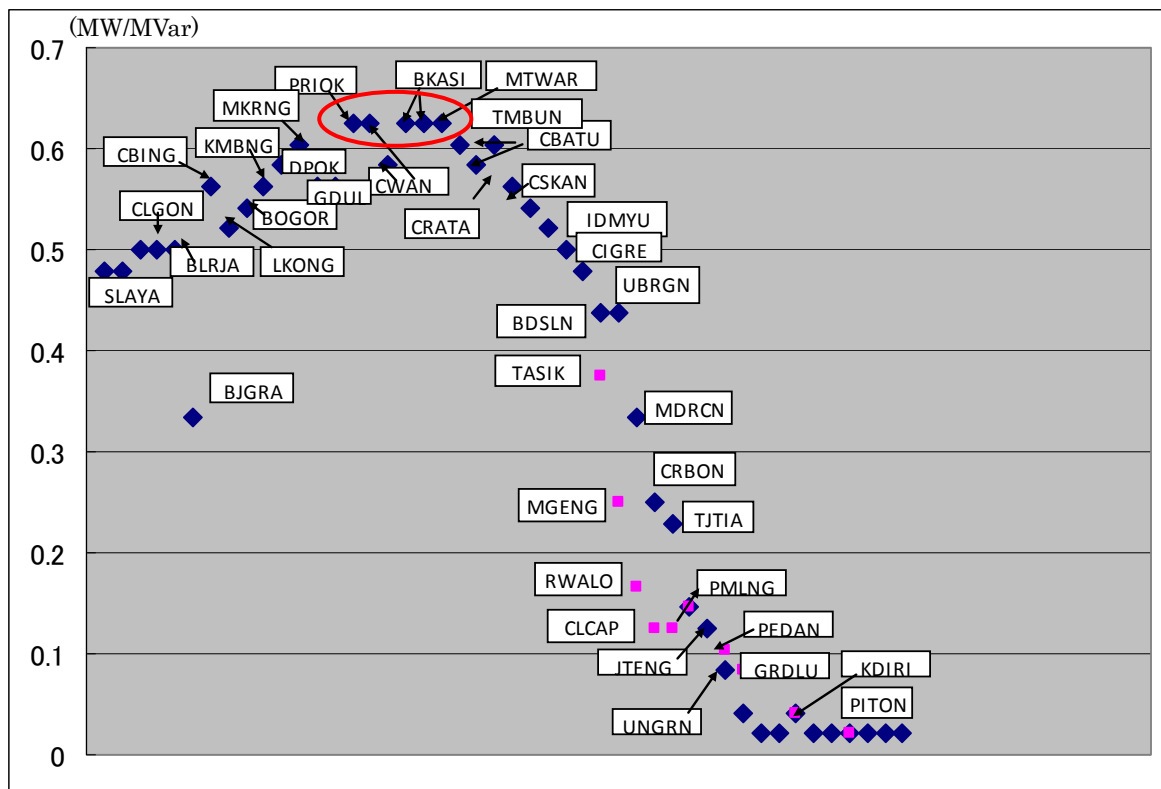 (MW/MVar)
0.7
PRIOK
BKASI
MTWAR
MKRNG
TMBUN
KMBNG
CBATU
0.6
CBING
DPOK
GDUL
CWAN
CSKAN
CLGON
BOGOR
CRATA
IDMYU
0.5
BLRJA
LKONG
CIGRE
SLAYA
UBRGN
BDSLN
0.4
TASIK
BJGRA
MDRCN
0.3
CRBON
MGENG
TJTIA
0.2
RWALO
PMLNG
CLCAP
PEDAN
0.1
JTENG
GRDLU
KDIRI
UNGRN
PITON
0